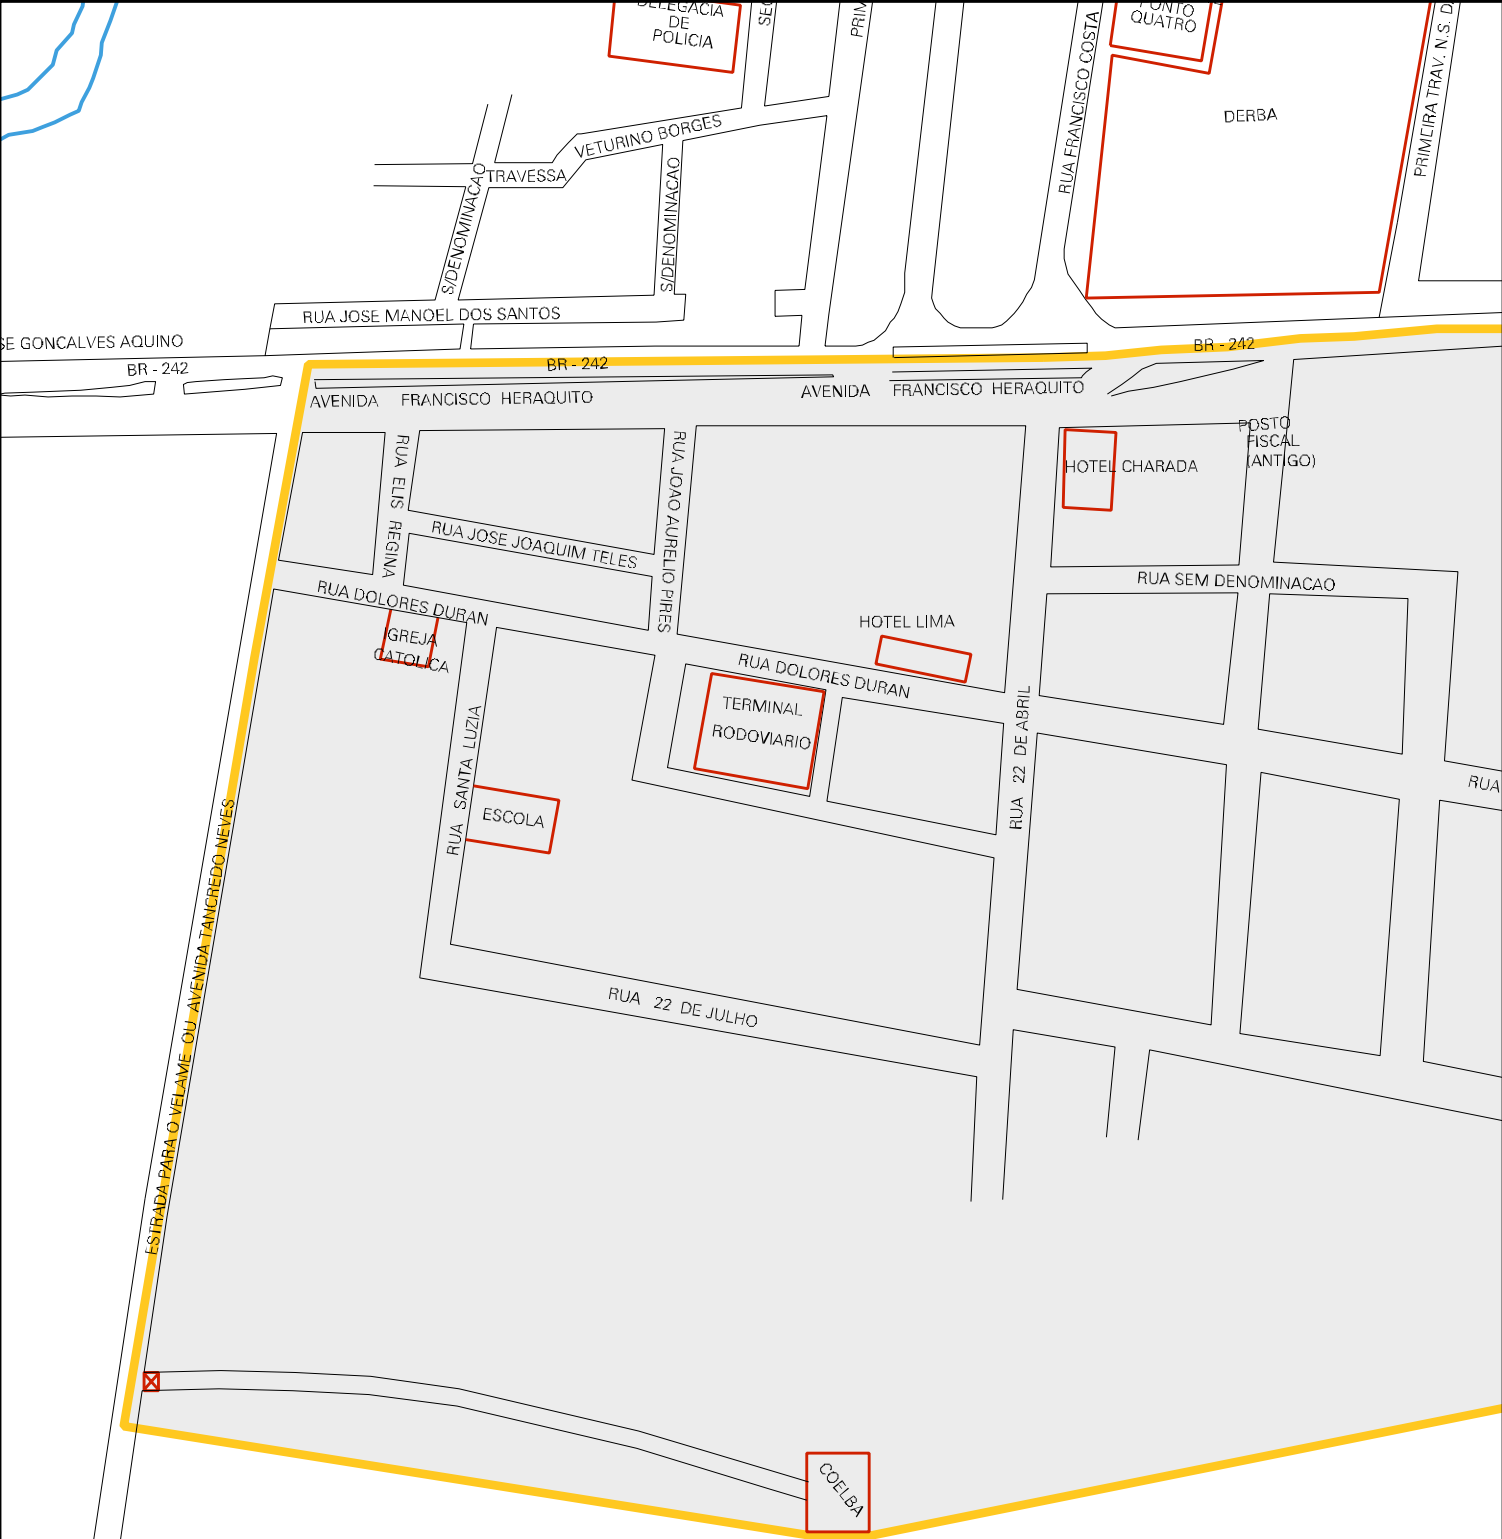 DELEGACIA
DE
POLICIA
PONTO
QUATRO
RUA FRANCISCO COSTA
DERBA
PRIMEIRA TRAV. N.S.
TRAVESSA
VETURINO BORGES
S/DENOMINACAO
S/DENOMINACAO
RUA JOSE MANOEL DOS SANTOS
GONCALVES AQUINO
BR - 242
BR - 242
BR - 242
AVENIDA FRANCISCO HERAQUITO
AVENIDA FRANCISCO HERAQUITO
POSTO
FISCAL
(ANTIGO)
HOTEL CHARADA
RUA ELIS REGINA
RUA JOAO AURELIO PIRES
RUA JOSE JOAQUIM TELES
RUA SEM DENOMINACAO
RUA DOLORES DURAN
IGREJA
CATOLICA
HOTEL LIMA
RUA DOLORES DURAN
TERMINAL
RODOVIARIO
RUA 22 DE ABRIL
RUA
RUA SANTA LUZIA
ESCOLA
RUA 22 DE JULHO
ESTRADA PARA O VELAME OU AVENIDA TANCREDO NEVES
COELBA